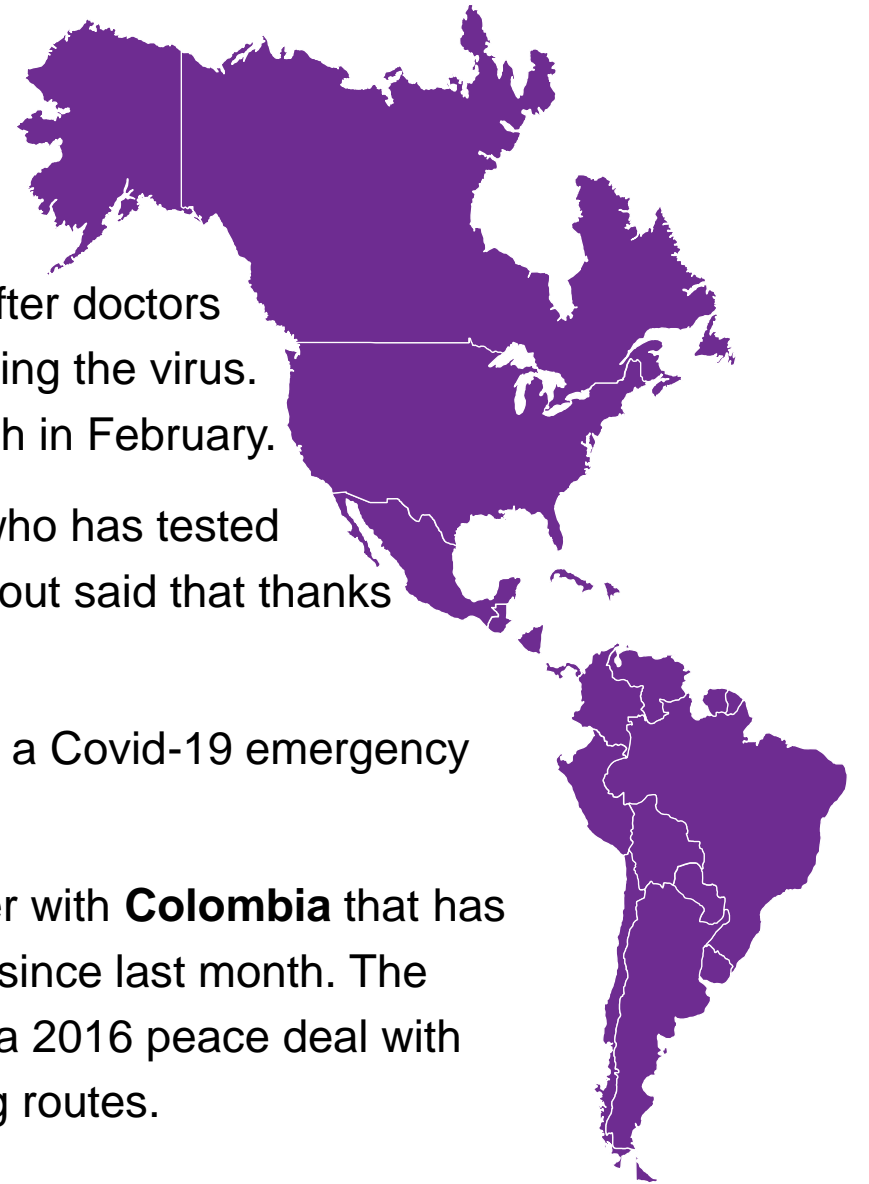 fter doctors
ing the virus.
h in February.
who has tested
out said that thanks
a Covid-19 emergency
er with Colombia that has
since last month. The
a 2016 peace deal with
g routes.